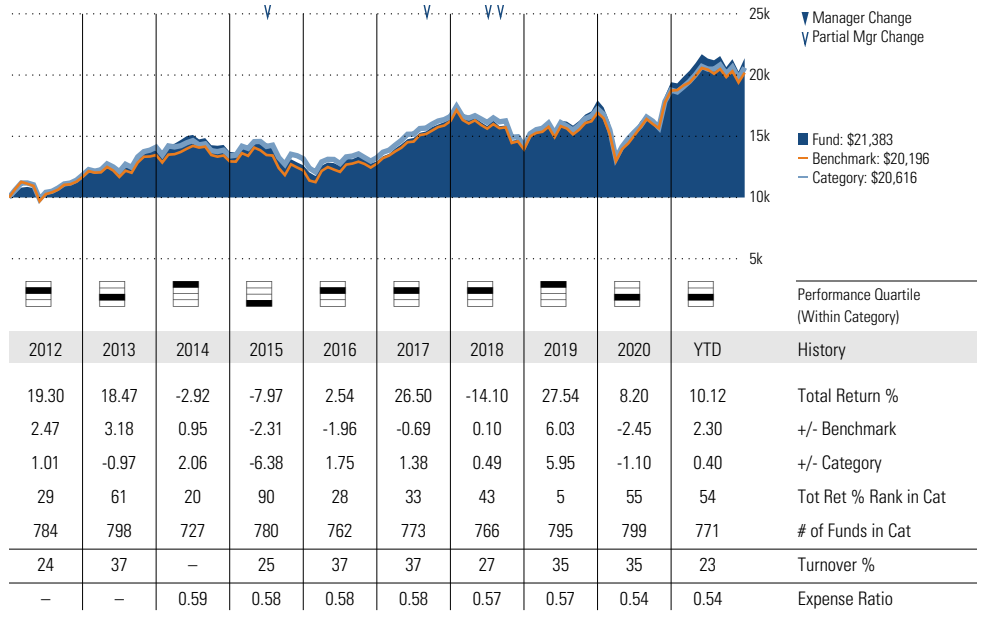 25k
20k
15k
10k
5k
Manager Change
Partial Mgr Change
Fund: $21,383
Benchmark: $20,196
Category: $20,616
Performance Quartile
(Within Category)
2012 2013 2014 2015 2016 2017 2018 2019 2020 YTD History
19.30 18.47 -2.92 -7.97 2.54 26.50 -14.10 27.54 8.20 10.12 Total Return %
2.47 3.18 0.95 -2.31 -1.96 -0.69 0.10 6.03 -2.45 2.30 +/- Benchmark
1.01 -0.97 2.06 -6.38 1.75 1.38 0.49 5.95 -1.10 0.40 +/- Category
29 61 20 90 28 33 43 5 55 54 Tot Ret % Rank in Cat
784 798 727 780 762 773 766 795 799 771 # of Funds in Cat
24 37 – 25 37 37 27 35 35 23 Turnover %
– – 0.59 0.58 0.58 0.58 0.57 0.57 0.54 0.54 Expense Ratio